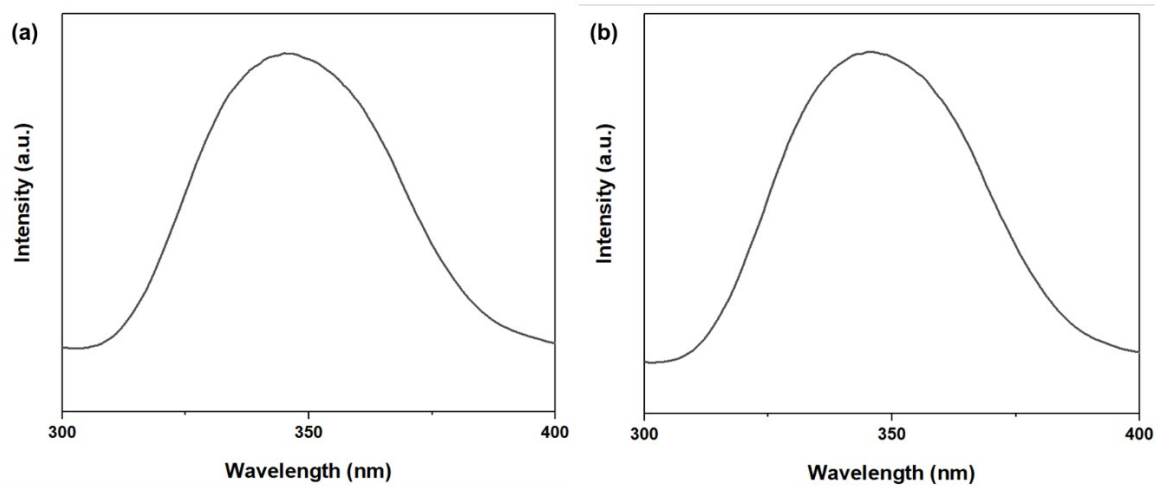 (a)
Intensity (a.u.)
300
350
400
Wavelength (nm)
(b)
Intensity (a.u.)
300
350
400
Wavelength (nm)